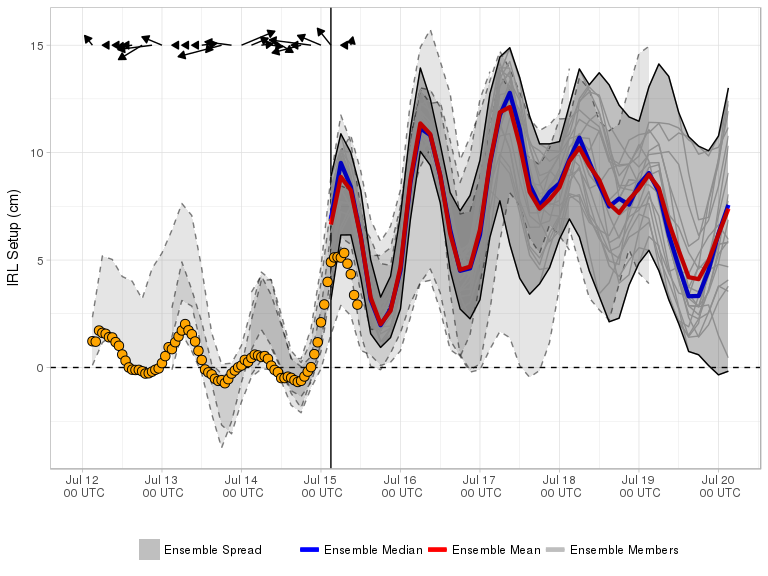 IRL Setup (cm)
15
10
5
0
Jul 12 Jul 13 Jul 14 Jul 15 Jul 16 Jul 17 Jul 18 Jul 19 Jul 20
00 UTC 00 UTC 00 UTC 00 UTC 00 UTC 00 UTC 00 UTC 00 UTC 00 UTC
Ensemble Spread Ensemble Median Ensemble Mean Ensemble Members